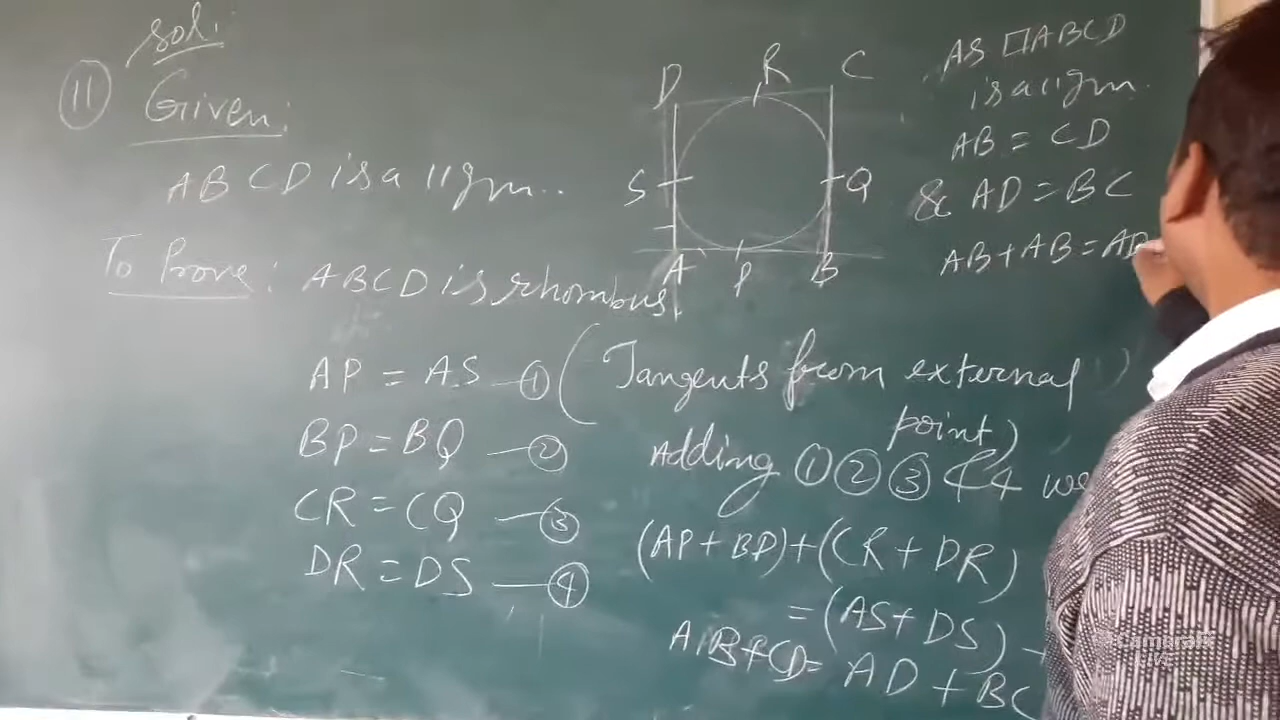 Sol:
(11) Given:
ABCD is a ||gm..
To Prove: ABCD is rhombus
D R C
S Q
A P B
AP = AS —(1) (Tangents from external point)
BP = BQ —(2)
CR = CQ —(3)
DR = DS —(4)
Adding (1) (2) (3) & 4 we
(AP + BP) + (CR + DR)
= (AS + DS) +
AB + CD = AD + BC
AS □ABCD
is a ||gm.
AB = CD
& AD = BC
AB + AB = AD